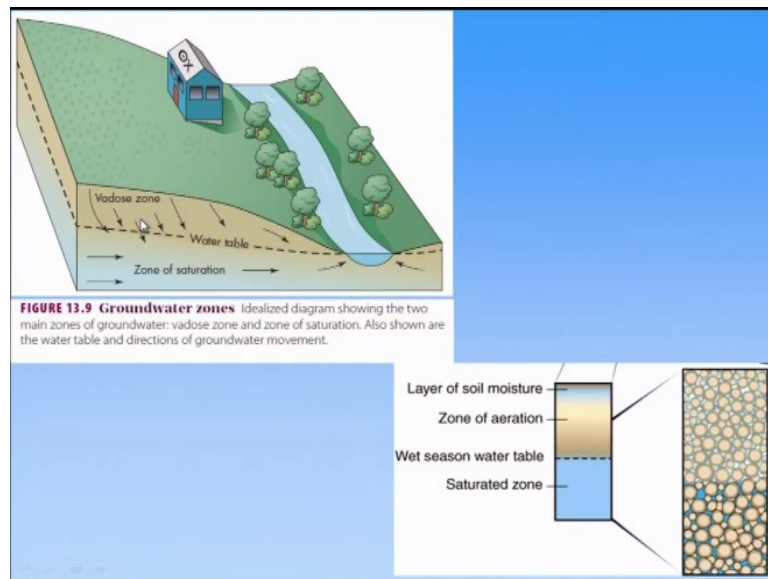 Vadose zone
Water table
Zone of saturation
FIGURE 13.9 Groundwater zones Idealized diagram showing the two
main zones of groundwater: vadose zone and zone of saturation. Also shown are
the water table and directions of groundwater movement.
Layer of soil moisture
Zone of aeration
Wet season water table
Saturated zone